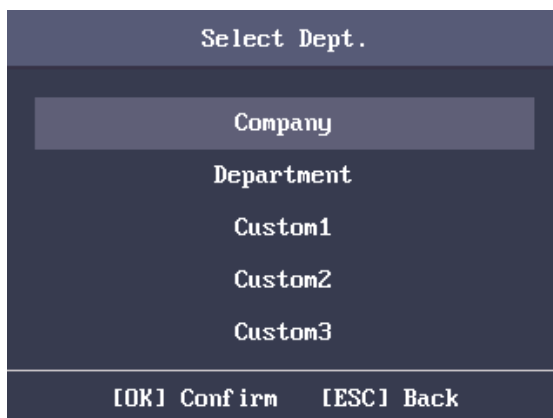 Select Dept.
Company
Department
Custom1
Custom2
Custom3
[OK] Confirm [ESC] Back